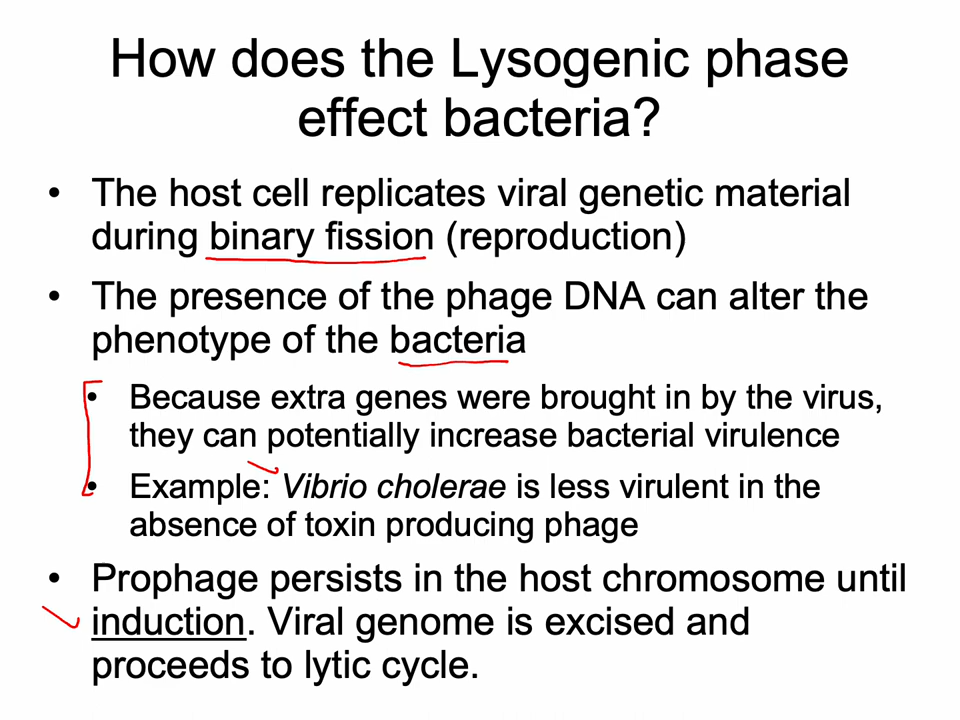 How does the Lysogenic phase
effect bacteria?
• The host cell replicates viral genetic material
during binary fission (reproduction)
• The presence of the phage DNA can alter the
phenotype of the bacteria
• Because extra genes were brought in by the virus,
they can potentially increase bacterial virulence
• Example: Vibrio cholerae is less virulent in the
absence of toxin producing phage
• Prophage persists in the host chromosome until
induction. Viral genome is excised and
proceeds to lytic cycle.